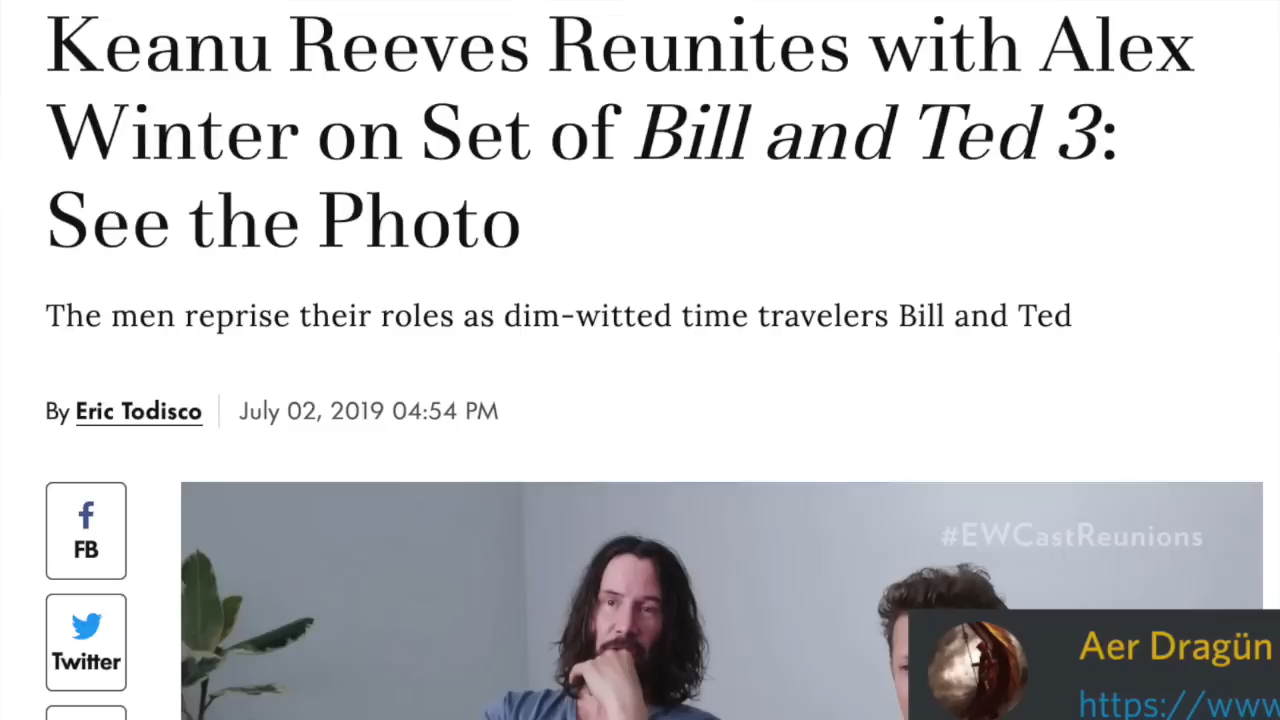 Keanu Reeves Reunites with Alex
Winter on Set of Bill and Ted 3:
See the Photo
The men reprise their roles as dim-witted time travelers Bill and Ted
By Eric Todisco July 02, 2019 04:54 PM
FB
Twitter
#EWCastReunions
Aer Dragün
https://www